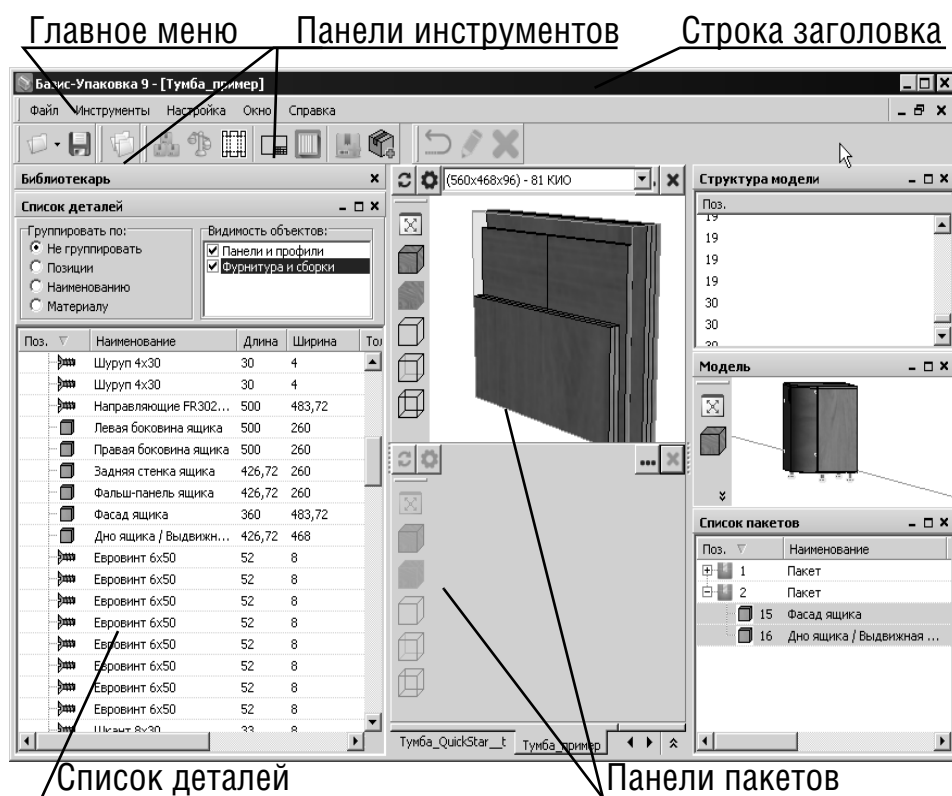 Главное меню
Панели инструментов
Строка заголовка
Базис-Упаковка 9 - [Тумба_пример]
Файл Инструменты Настройка Окно Справка
Библиотекарь
Список деталей
Группировать по:
Не группировать
Позиции
Наименованию
Материалу
Видимость объектов:
Панели и профили
Фурнитура и сборки
Поз. Наименование Длина Ширина Тол
Шуруп 4x30 30 4
Шуруп 4x30 30 4
Направляющие FR302... 500 483,72
Левая боковина ящика 500 260
Правая боковина ящика 500 260
Задняя стенка ящика 426,72 260
Фальш-панель ящика 426,72 260
Фасад ящика 360 483,72
Дно ящика / Выдвижн... 426,72 468
Евровинт 6x50 52 8
Евровинт 6x50 52 8
Евровинт 6x50 52 8
Евровинт 6x50 52 8
Евровинт 6x50 52 8
Евровинт 6x50 52 8
Евровинт 6x50 52 8
Евровинт 6x50 52 8
Шкант 8x30 33 8
(560x468x96) - 81 КИО
Тумба_QuickStar__t Тумба_пример
Структура модели
Поз.
19
19
19
19
30
30
30
Модель
Список пакетов
Поз. Наименование
1 Пакет
2 Пакет
15 Фасад ящика
16 Дно ящика / Выдвижная ...
Список деталей
Панели пакетов